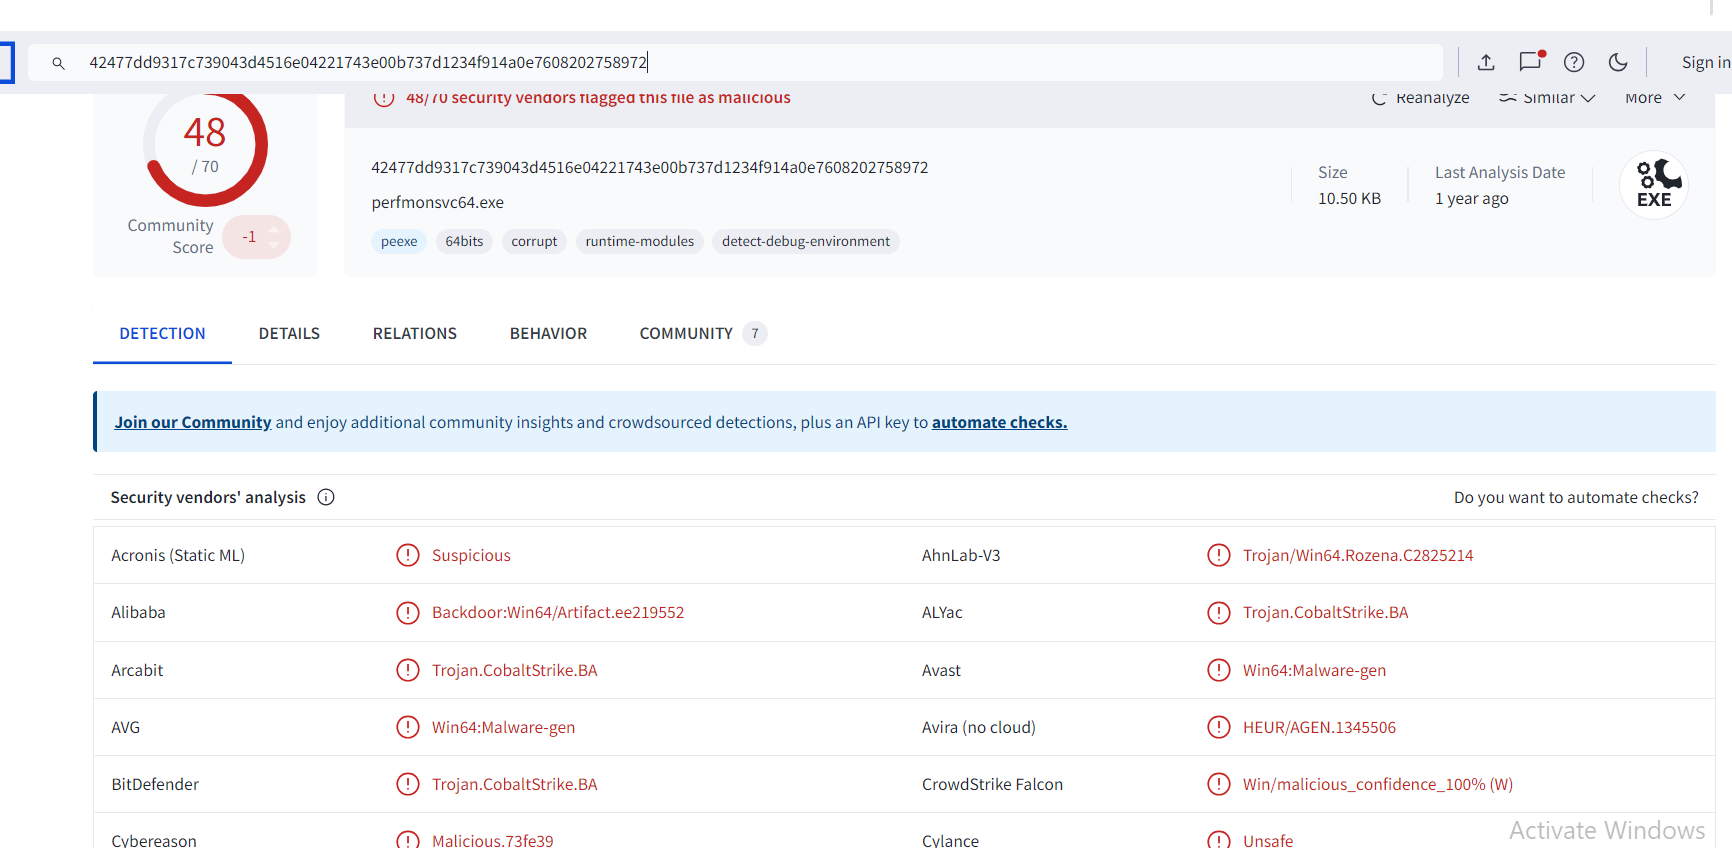 42477dd9317c739043d4516e04221743e00b737d1234f914a0e7608202758972
Sign in
48
/ 70
Community
Score
-1
48/70 security vendors flagged this file as malicious
Reanalyze
Similar
More
42477dd9317c739043d4516e04221743e00b737d1234f914a0e7608202758972
perfmonsvc64.exe
peexe 64bits corrupt runtime-modules detect-debug-environment
Size
10.50 KB
Last Analysis Date
1 year ago
EXE
DETECTION DETAILS RELATIONS BEHAVIOR COMMUNITY 7
Join our Community and enjoy additional community insights and crowdsourced detections, plus an API key to automate checks.
Security vendors' analysis
Do you want to automate checks?
Acronis (Static ML) Suspicious AhnLab-V3 Trojan/Win64.Rozena.C2825214
Alibaba Backdoor:Win64/Artifact.ee219552 ALYac Trojan.CobaltStrike.BA
Arcabit Trojan.CobaltStrike.BA Avast Win64:Malware-gen
AVG Win64:Malware-gen Avira (no cloud) HEUR/AGEN.1345506
BitDefender Trojan.CobaltStrike.BA CrowdStrike Falcon Win/malicious_confidence_100% (W)
Cybereason Malicious.73fe39 Cylance Unsafe
Activate Windows